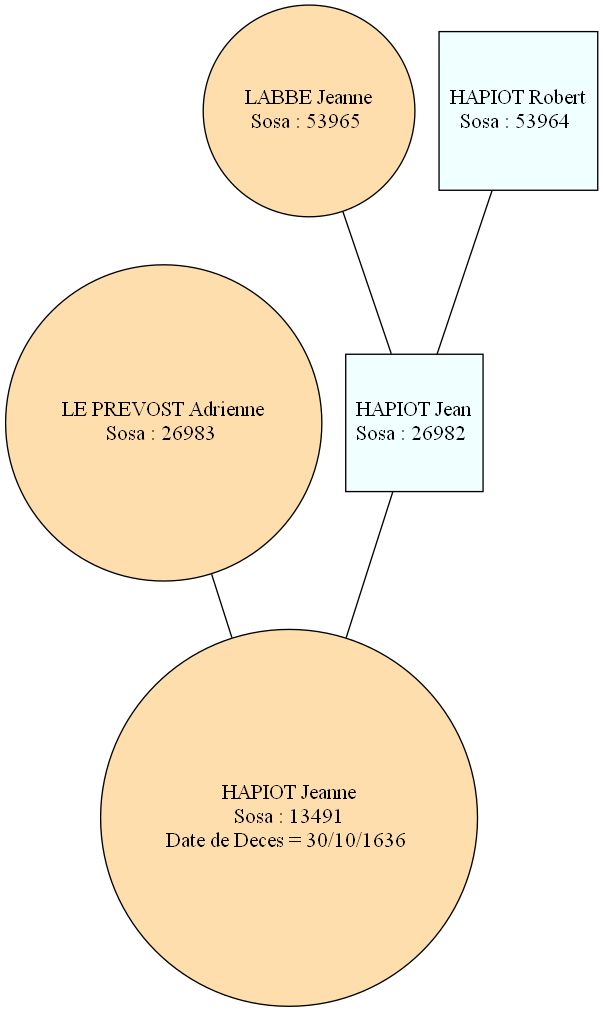 LABBE Jeanne
Sosa : 53965
HAPIOT Robert
Sosa : 53964
LE PREVOST Adrienne
Sosa : 26983
HAPIOT Jean
Sosa : 26982
HAPIOT Jeanne
Sosa : 13491
Date de Deces = 30/10/1636